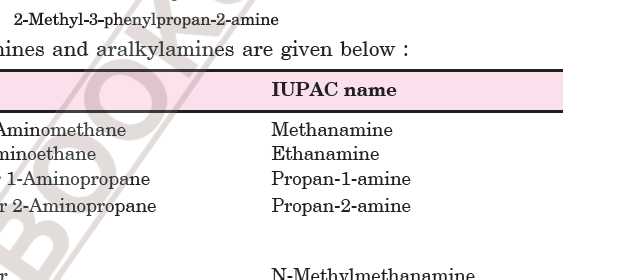 2-Methyl-3-phenylpropan-2-amine
mines and aralkylamines are given below :
IUPAC name
Aminomethane Methanamine
minoethane Ethanamine
r 1-Aminopropane Propan-1-amine
r 2-Aminopropane Propan-2-amine
r N-Methylmethanamine
BOOK